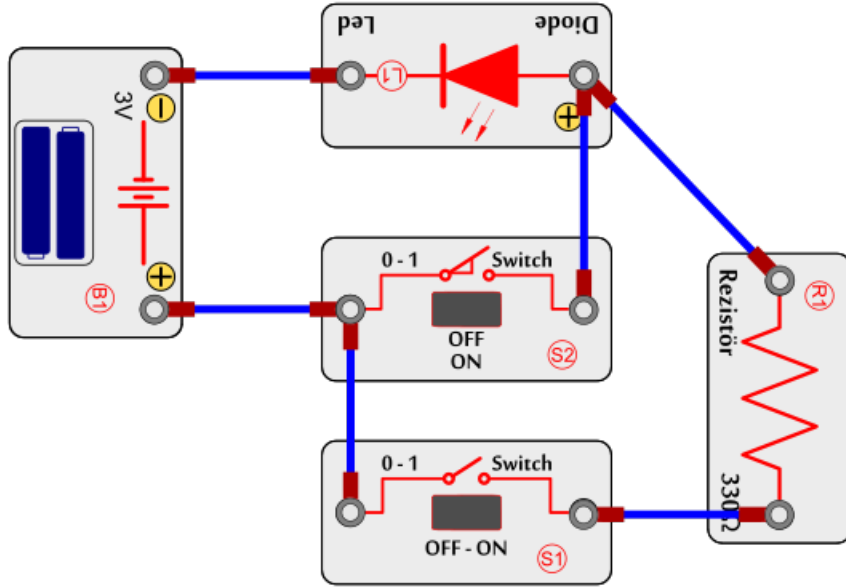 Led
Diode
L1
+
3V
−
+
B1
0 - 1
Switch
OFF
ON
S2
Rezistör
R1
330Ω
0 - 1
Switch
OFF - ON
S1